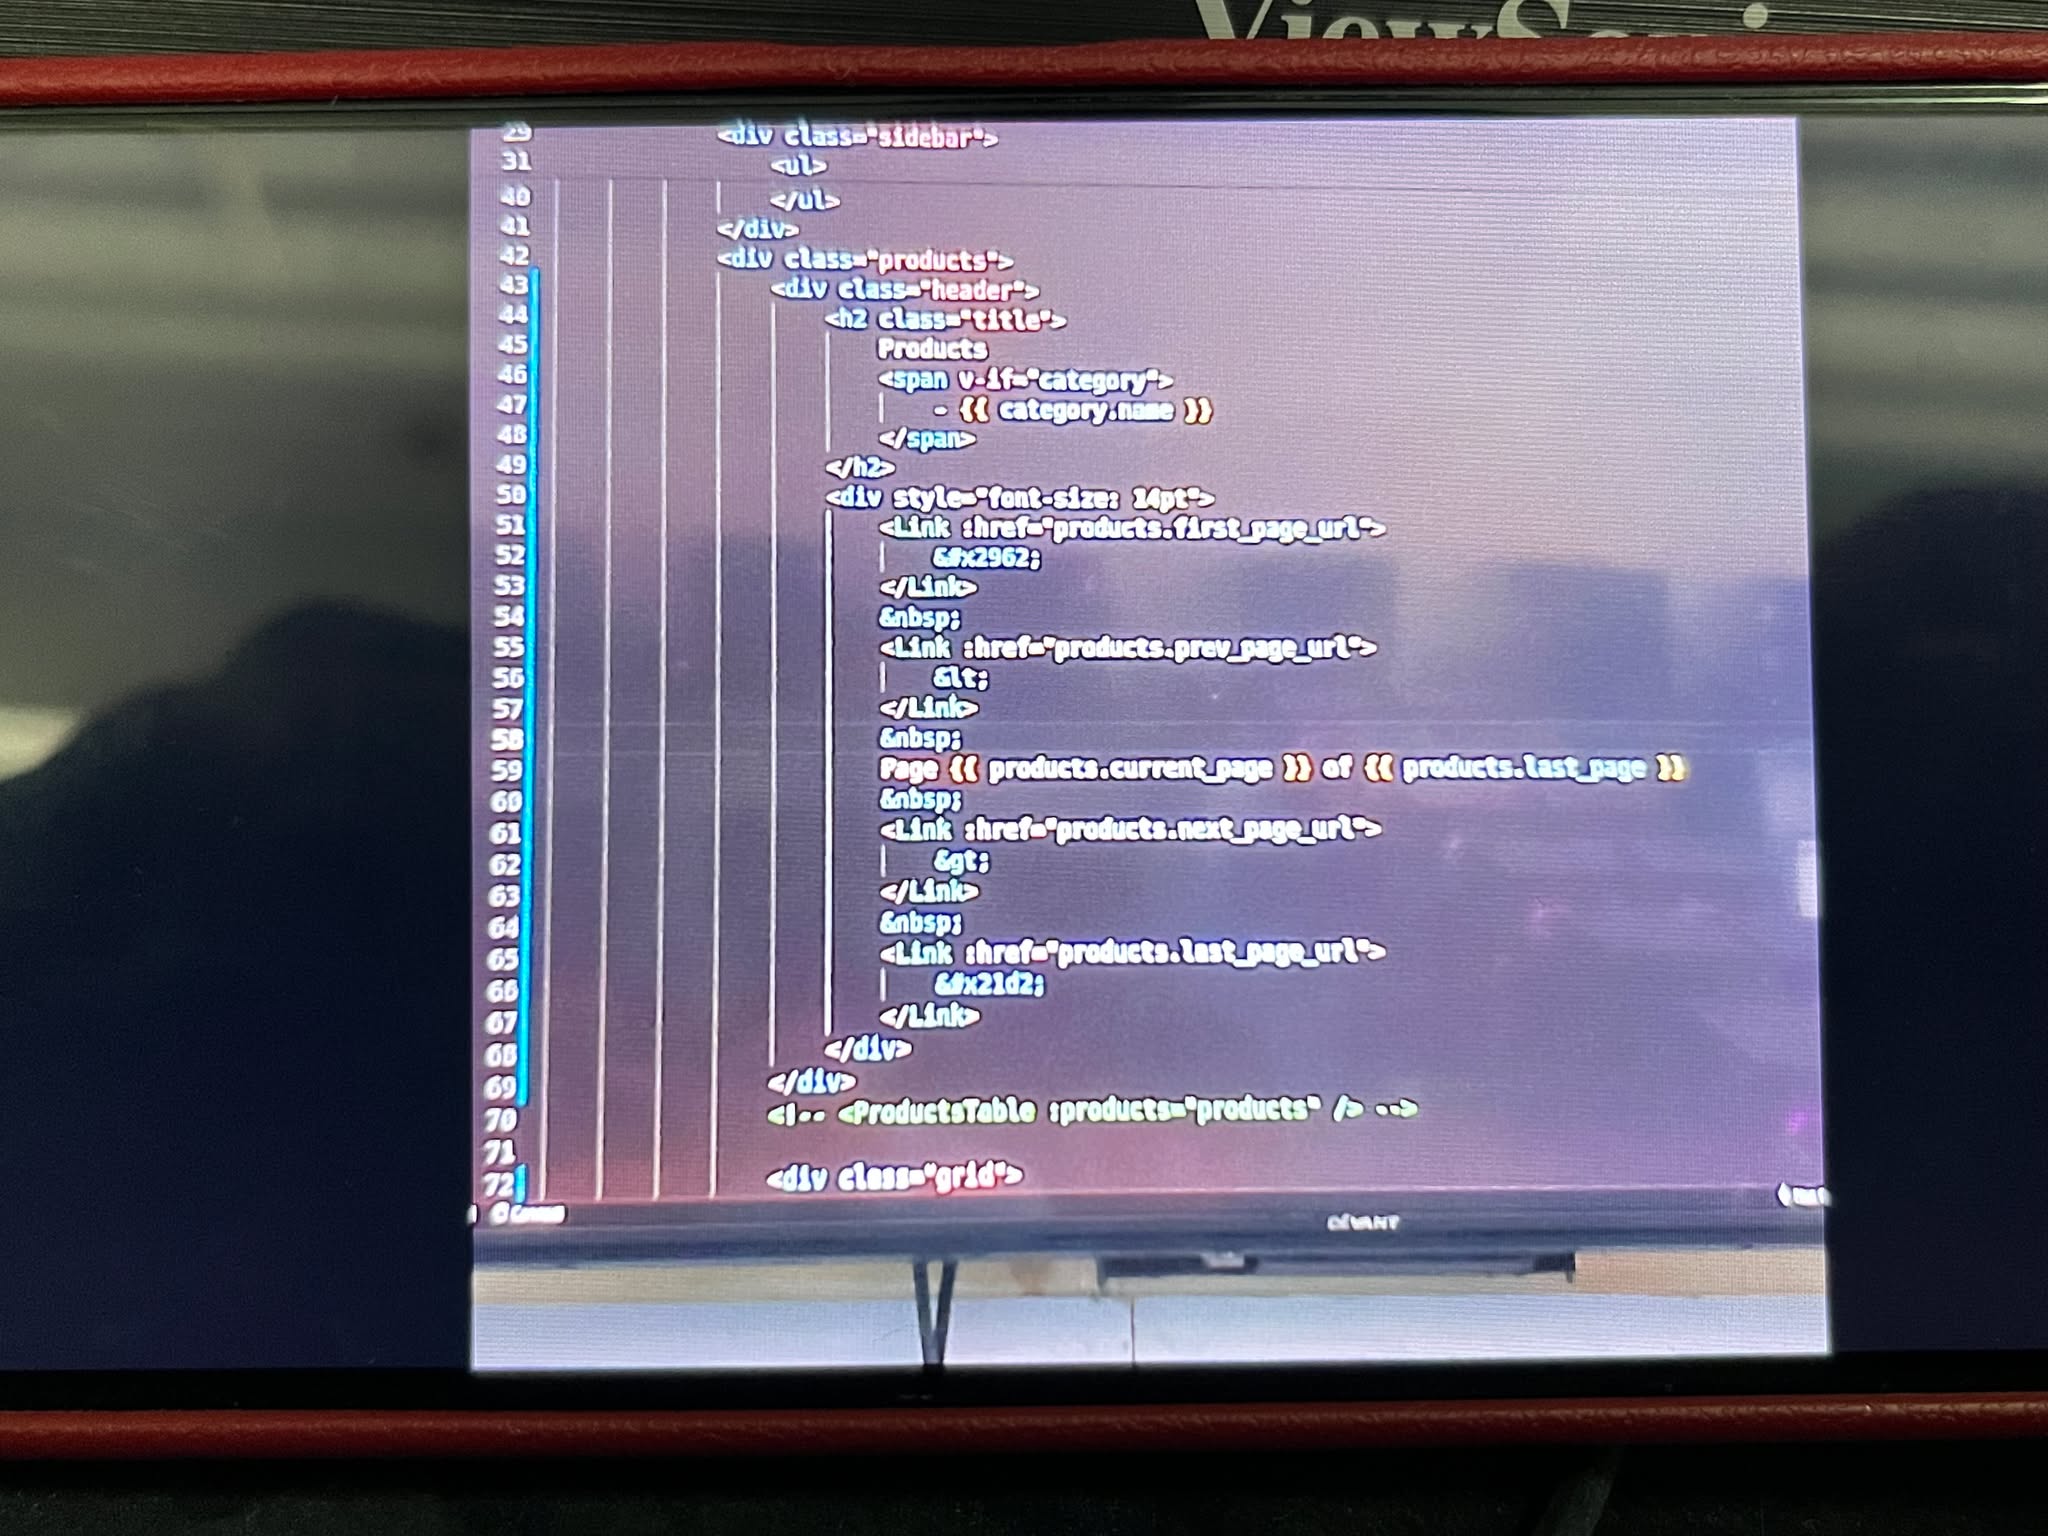 ViewSonic
29 <div class="sidebar">
31 <ul>
40 </ul>
41 </div>
42 <div class="products">
43 <div class="header">
44 <h2 class="title">
45 Products
46 <span v-if="category">
47 - {{ category.name }}
48 </span>
49 </h2>
50 <div style="font-size: 14pt">
51 <Link :href="products.first_page_url">
52 &#x2962;
53 </Link>
54 &nbsp;
55 <Link :href="products.prev_page_url">
56 &lt;
57 </Link>
58 &nbsp;
59 Page {{ products.current_page }} of {{ products.last_page }}
60 &nbsp;
61 <Link :href="products.next_page_url">
62 &gt;
63 </Link>
64 &nbsp;
65 <Link :href="products.last_page_url">
66 &#x21d2;
67 </Link>
68 </div>
69 </div>
70 <!-- <ProductsTable :products="products" /> -->
71
72 <div class="grid">
DEVANT